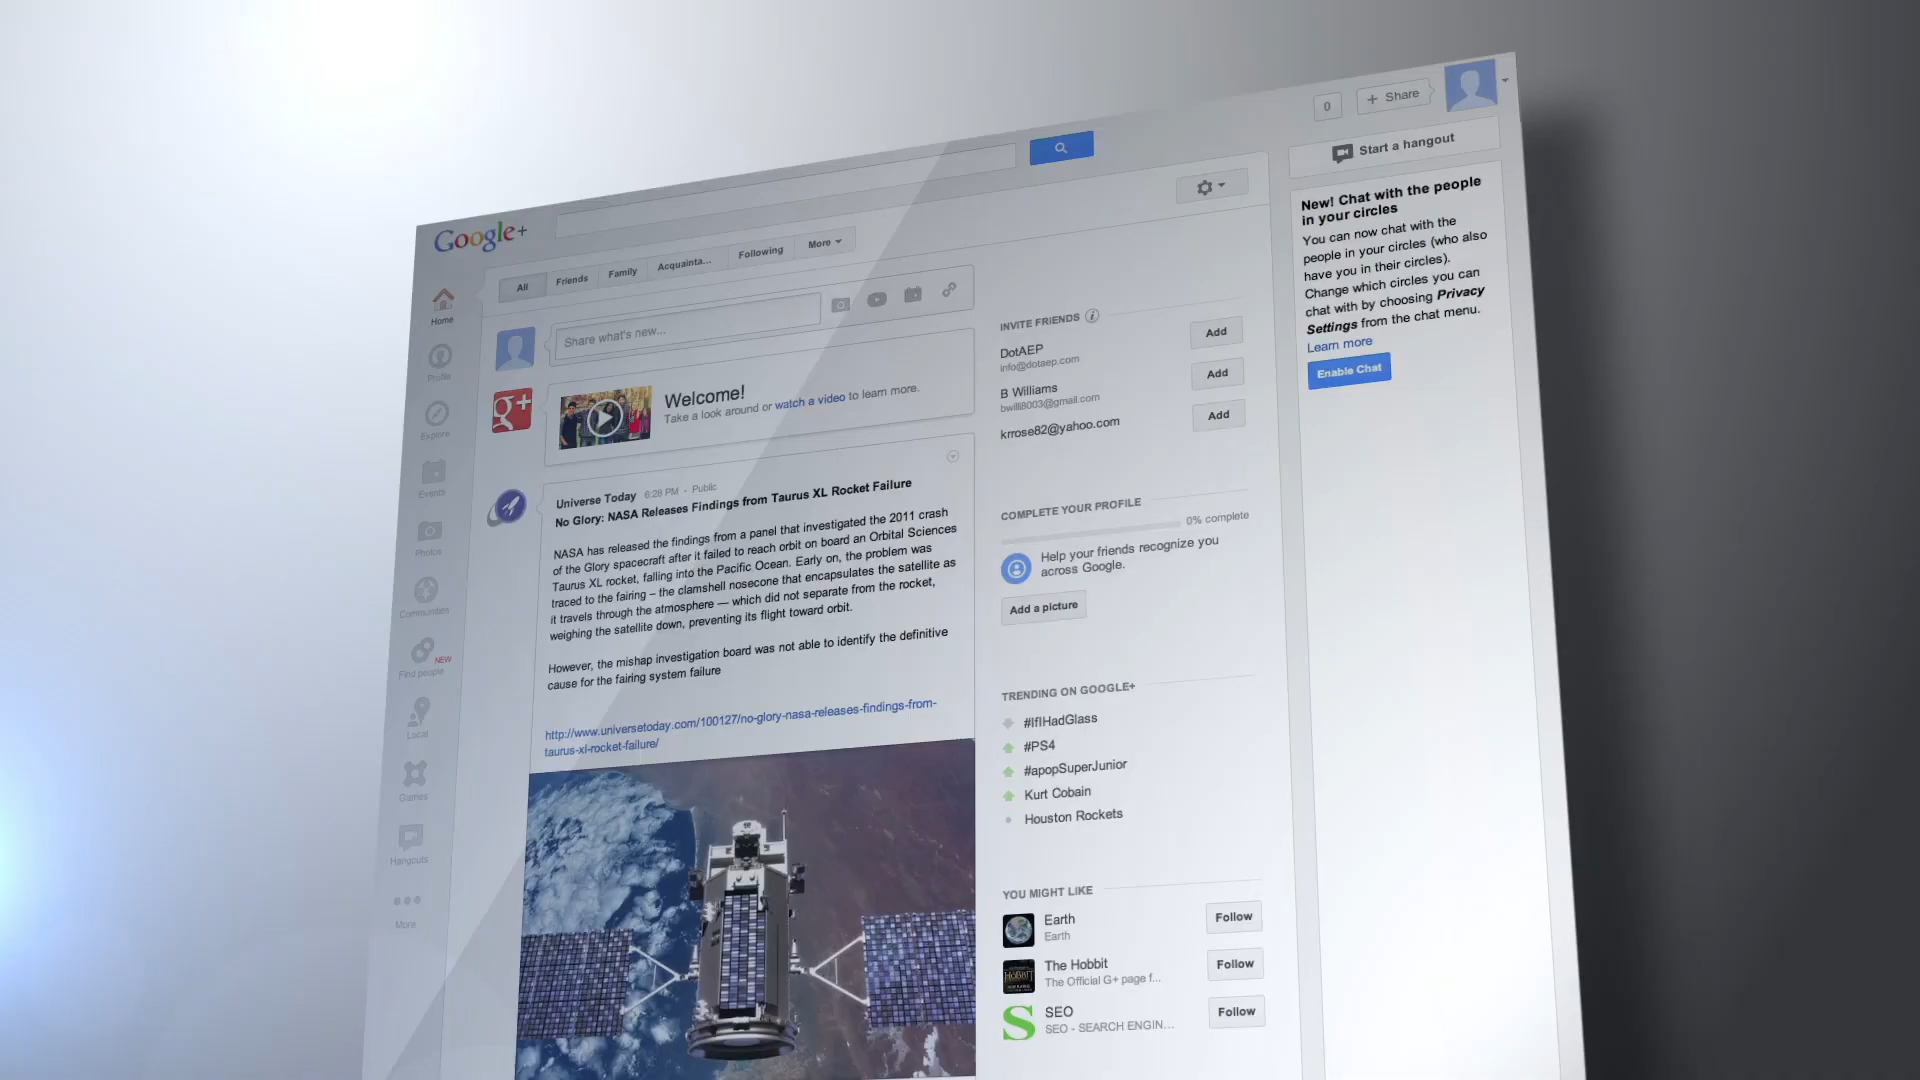 0
+ Share
Google+
Start a hangout
All
Friends
Family
Acquainta...
Following
More
Home
Profile
Explore
Events
Photos
Communities
Find people
NEW
Local
Games
Hangouts
More
Share what's new...
Welcome!
Take a look around or watch a video to learn more.
Universe Today 6:28 PM - Public
No Glory: NASA Releases Findings from Taurus XL Rocket Failure
NASA has released the findings from a panel that investigated the 2011 crash
of the Glory spacecraft after it failed to reach orbit on board an Orbital Sciences
Taurus XL rocket, falling into the Pacific Ocean. Early on, the problem was
traced to the fairing – the clamshell nosecone that encapsulates the satellite as
it travels through the atmosphere — which did not separate from the rocket,
weighing the satellite down, preventing its flight toward orbit.
However, the mishap investigation board was not able to identify the definitive
cause for the fairing system failure
http://www.universetoday.com/100127/no-glory-nasa-releases-findings-from-
taurus-xl-rocket-failure/
INVITE FRIENDS i
DotAEP
info@dotaep.com
Add
B Williams
bwilli8003@gmail.com
Add
krrose82@yahoo.com
Add
COMPLETE YOUR PROFILE
0% complete
Help your friends recognize you
across Google.
Add a picture
TRENDING ON GOOGLE+
#IfIHadGlass
#PS4
#apopSuperJunior
Kurt Cobain
Houston Rockets
YOU MIGHT LIKE
Earth
Earth
Follow
The Hobbit
The Official G+ page f...
Follow
SEO
SEO - SEARCH ENGIN...
Follow
New! Chat with the people
in your circles
You can now chat with the
people in your circles (who also
have you in their circles).
Change which circles you can
chat with by choosing Privacy
Settings from the chat menu.
Learn more
Enable Chat
g+
HOBBIT
S